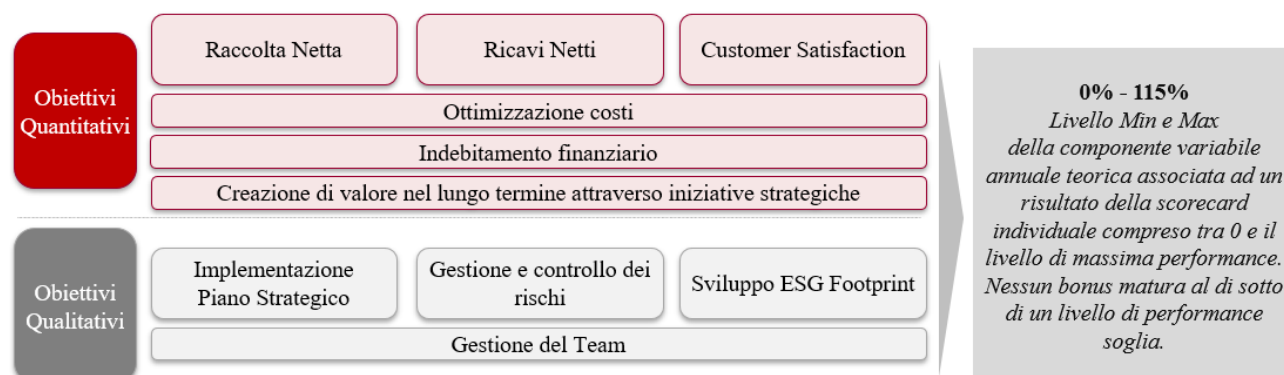 Obiettivi
Quantitativi
Raccolta Netta
Ricavi Netti
Customer Satisfaction
Ottimizzazione costi
Indebitamento finanziario
Creazione di valore nel lungo termine attraverso iniziative strategiche
Obiettivi
Qualitativi
Implementazione
Piano Strategico
Gestione e controllo dei
rischi
Sviluppo ESG Footprint
Gestione del Team
0% - 115%
Livello Min e Max
della componente variabile
annuale teorica associata ad un
risultato della scorecard
individuale compreso tra 0 e il
livello di massima performance.
Nessun bonus matura al di sotto
di un livello di performance
soglia.